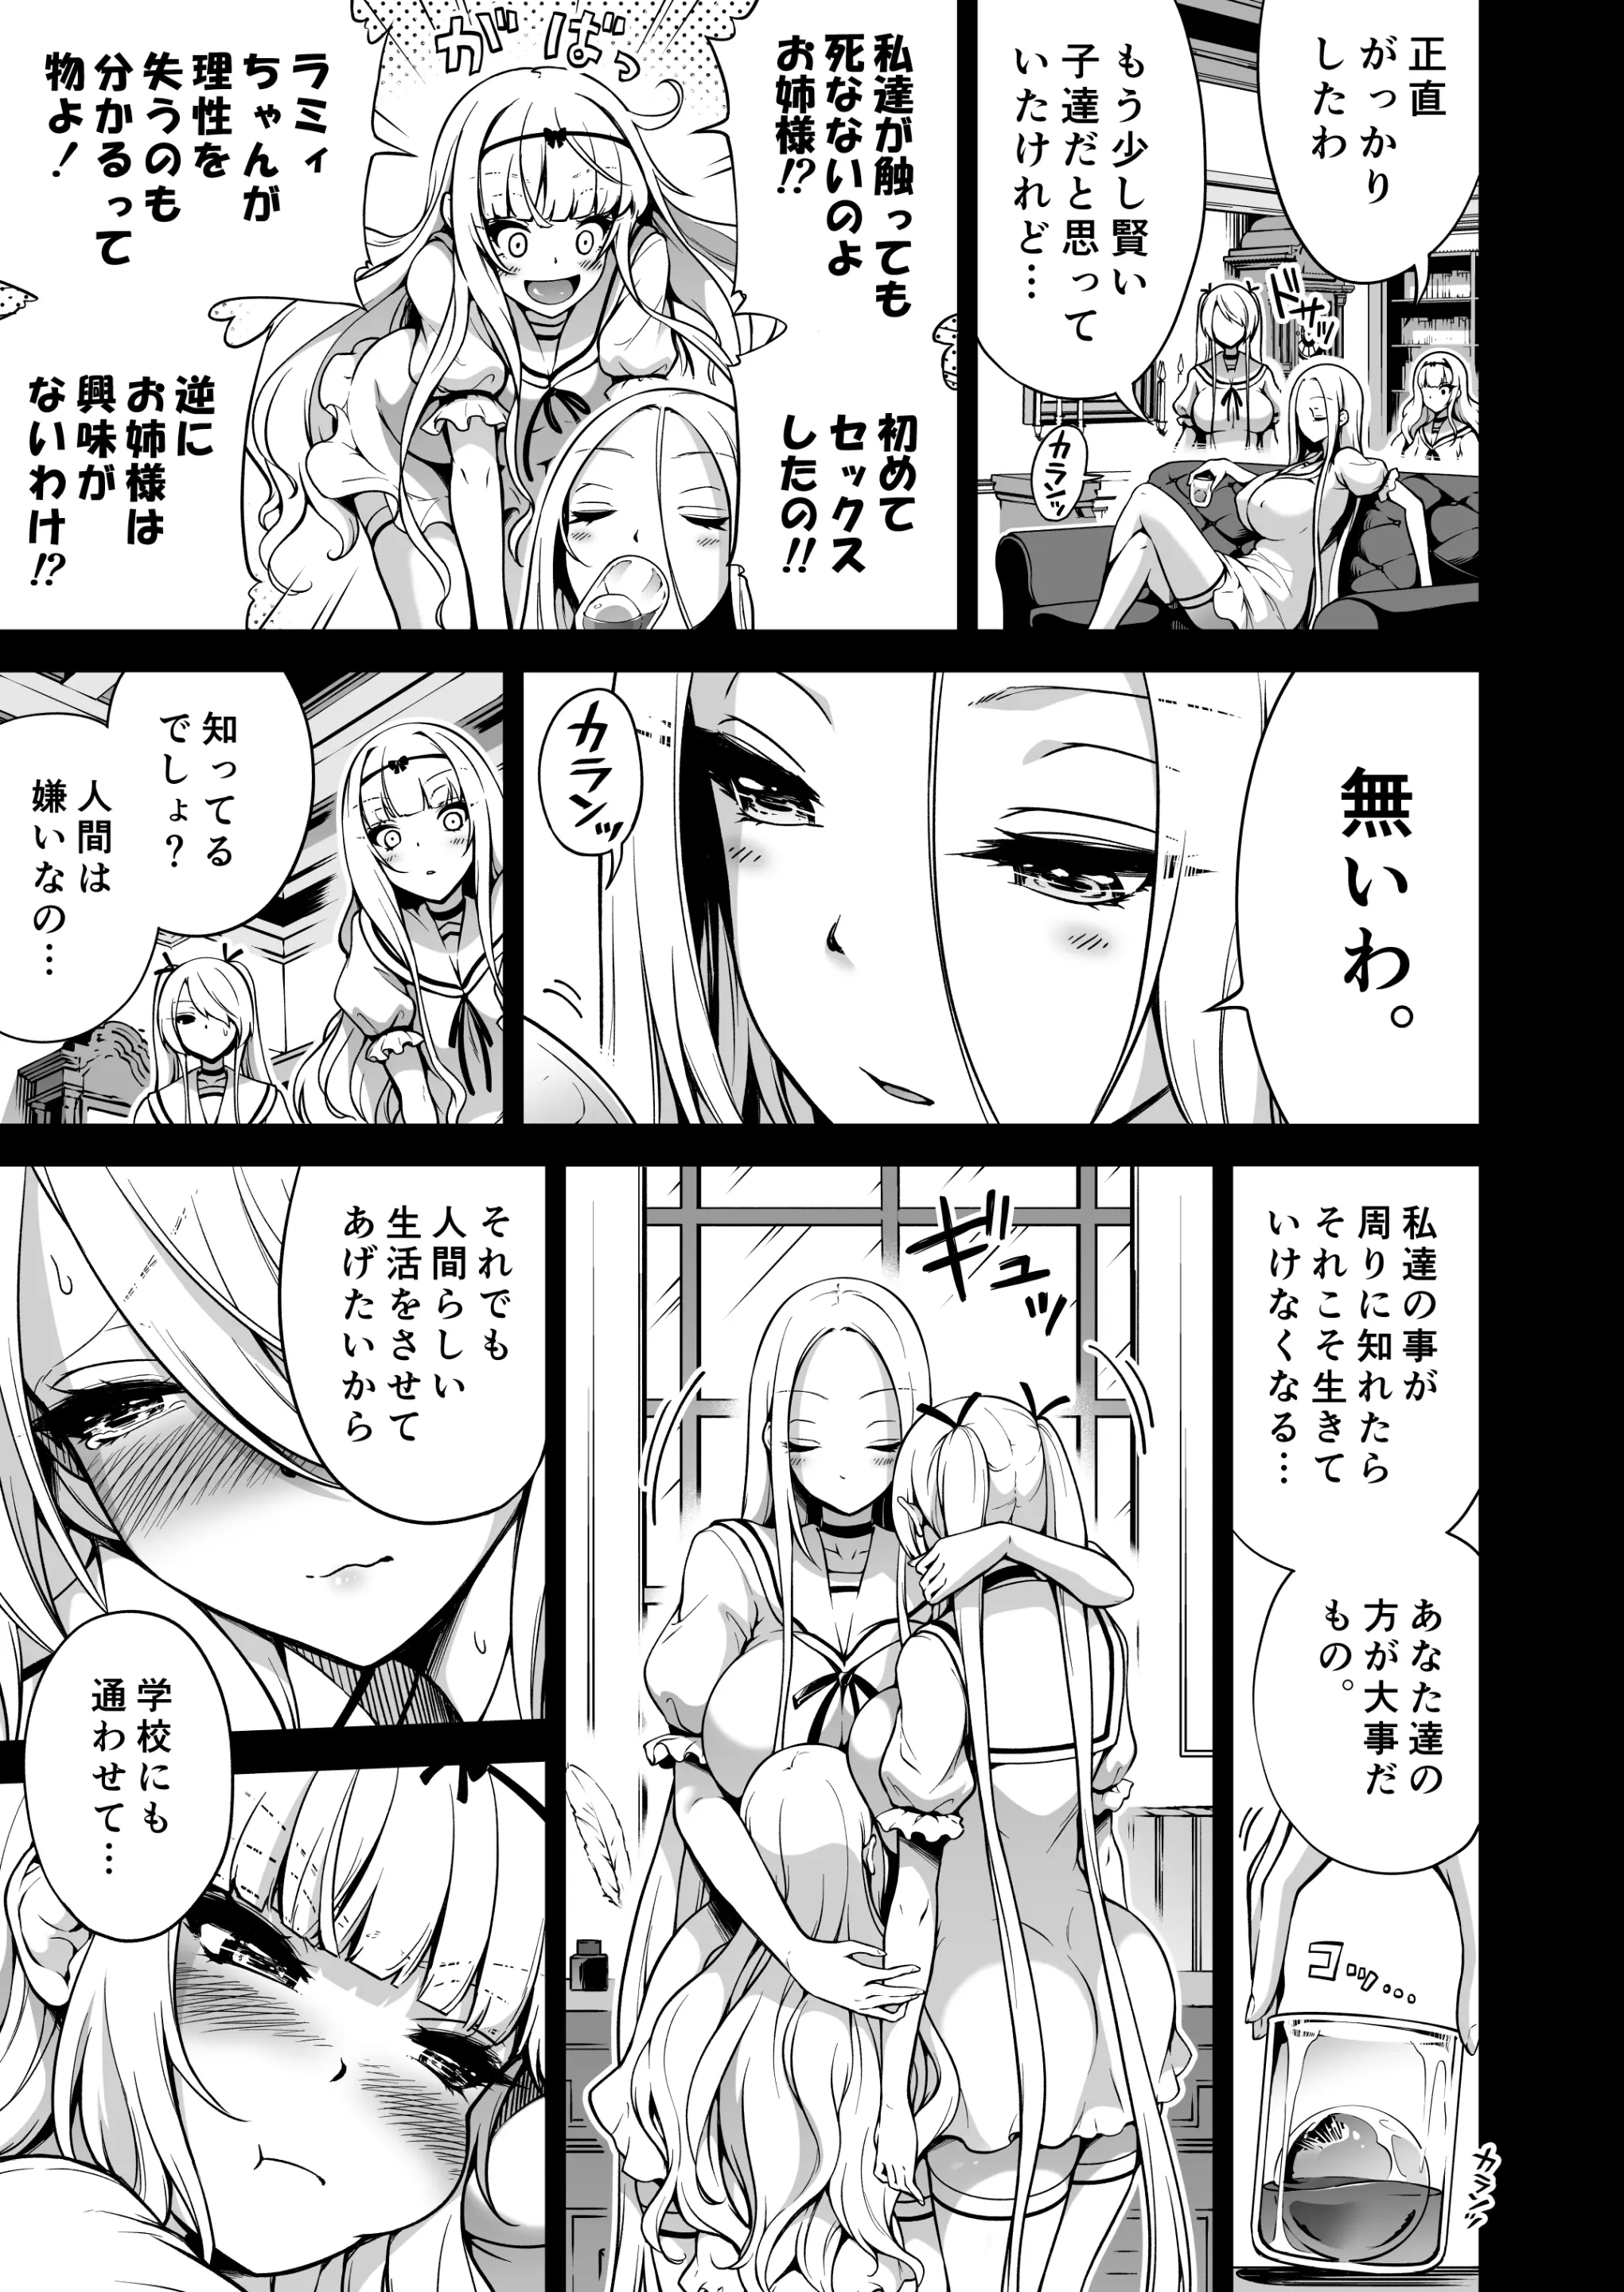 正直
がっかり
したわ
もう少し賢い
子達だと思って
いたけれど…
ドサッ
カランッ
がばっ
私達が触っても
死なないのよ
お姉様!?
初めて
セックス
したの!!
ラミィ
ちゃんが
理性を
失うのも
分かるって
物よ!
逆に
お姉様は
興味が
ないわけ!?
無いわ。
カランッ
知ってる
でしょ?
人間は
嫌いなの…
私達の事が
周りに知れたら
それこそ生きて
いけなくなる…
あなた達の
方が大事だ
もの。
コッ…
カランッ
ギュッ
それでも
人間らしい
生活をさせて
あげたいから
学校にも
通わせて…